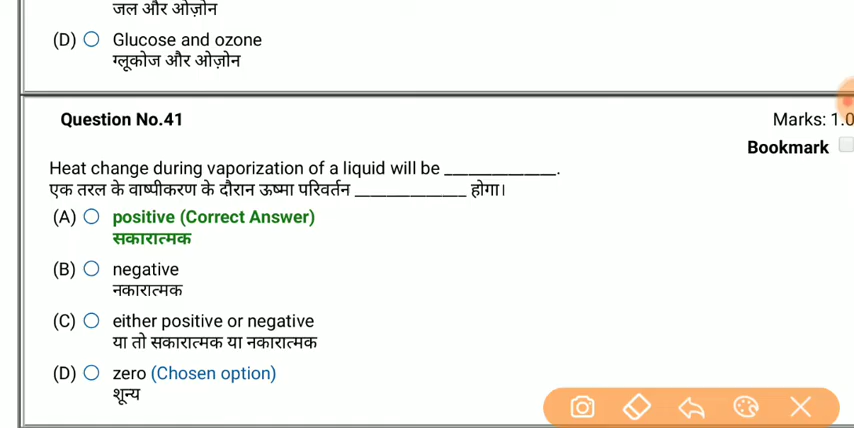 जल और ओज़ोन
(D) Glucose and ozone
ग्लूकोज और ओज़ोन
Question No.41
Marks: 1.0
Bookmark
Heat change during vaporization of a liquid will be _____________.
एक तरल के वाष्पीकरण के दौरान ऊष्मा परिवर्तन _____________ होगा।
(A) positive (Correct Answer)
सकारात्मक
(B) negative
नकारात्मक
(C) either positive or negative
या तो सकारात्मक या नकारात्मक
(D) zero (Chosen option)
शून्य